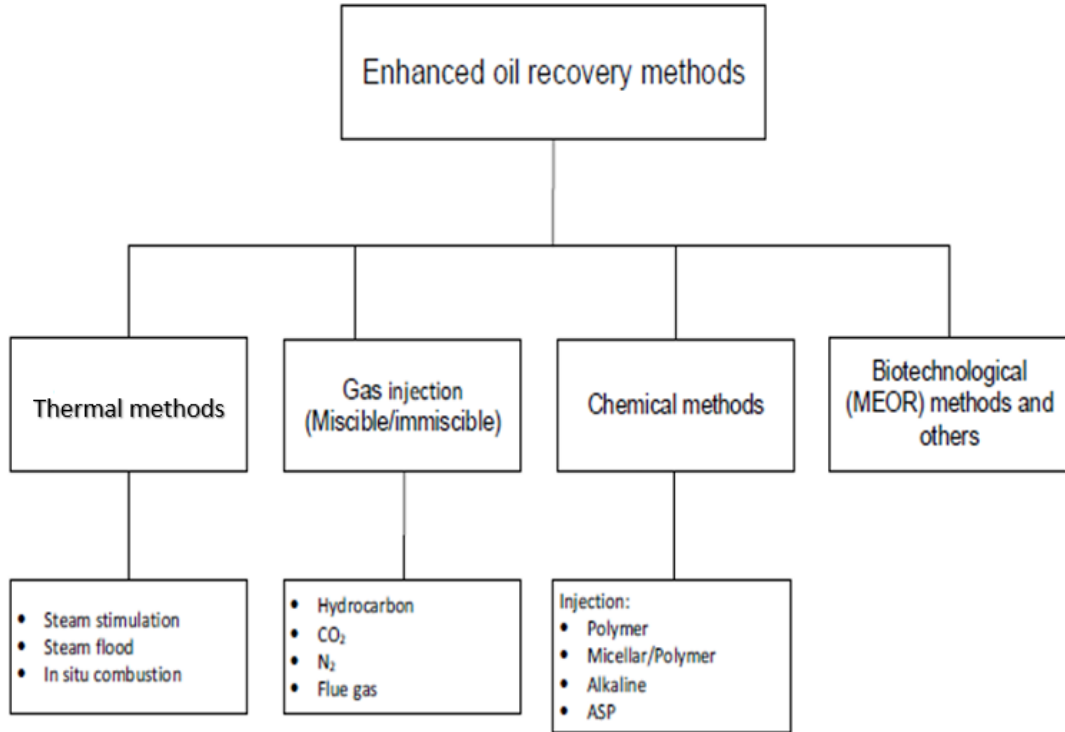 Enhanced oil recovery methods
Thermal methods
Gas injection
(Miscible/immiscible)
Chemical methods
Biotechnological
(MEOR) methods and
others
• Steam stimulation
• Steam flood
• In situ combustion
• Hydrocarbon
• CO₂
• N₂
• Flue gas
Injection:
• Polymer
• Micellar/Polymer
• Alkaline
• ASP